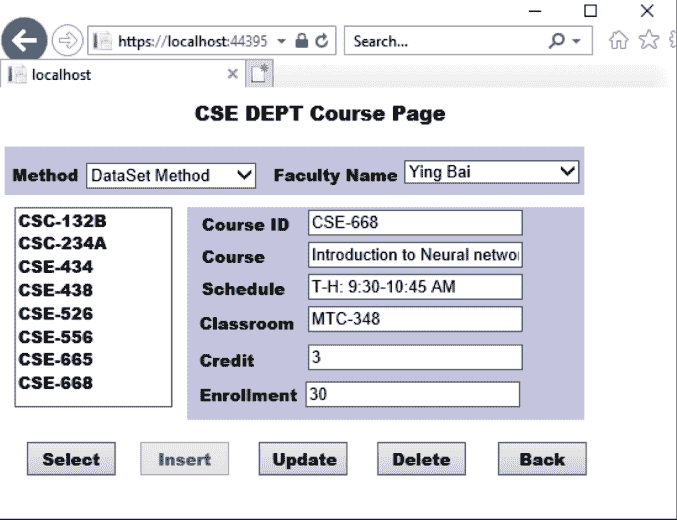 https://localhost:44395
Search...
localhost
CSE DEPT Course Page
Method DataSet Method Faculty Name Ying Bai
CSC-132B
CSC-234A
CSE-434
CSE-438
CSE-526
CSE-556
CSE-665
CSE-668
Course ID CSE-668
Course Introduction to Neural netwo
Schedule T-H: 9:30-10:45 AM
Classroom MTC-348
Credit 3
Enrollment 30
Select Insert Update Delete Back